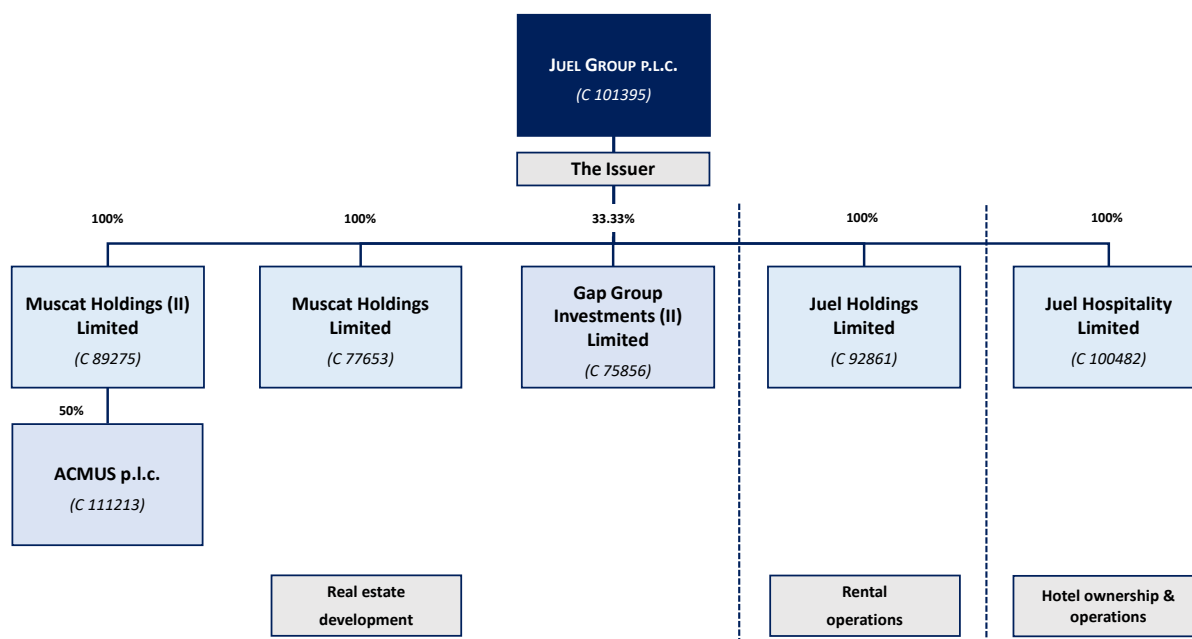 JUEL GROUP P.L.C.
(C 101395)
The Issuer
100%
100%
33.33%
100%
100%
Muscat Holdings (II)
Limited
(C 89275)
Muscat Holdings
Limited
(C 77653)
Gap Group
Investments (II)
Limited
(C 75856)
Juel Holdings
Limited
(C 92861)
Juel Hospitality
Limited
(C 100482)
50%
ACMUS p.l.c.
(C 111213)
Real estate
development
Rental
operations
Hotel ownership &
operations